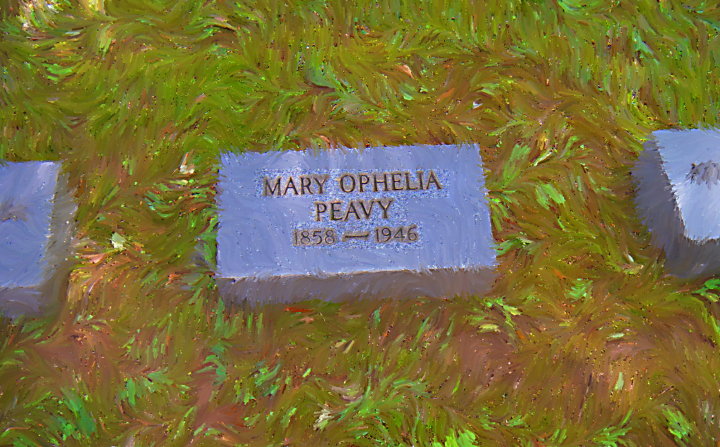 MARY OPHELIA
PEAVY
1858 — 1946